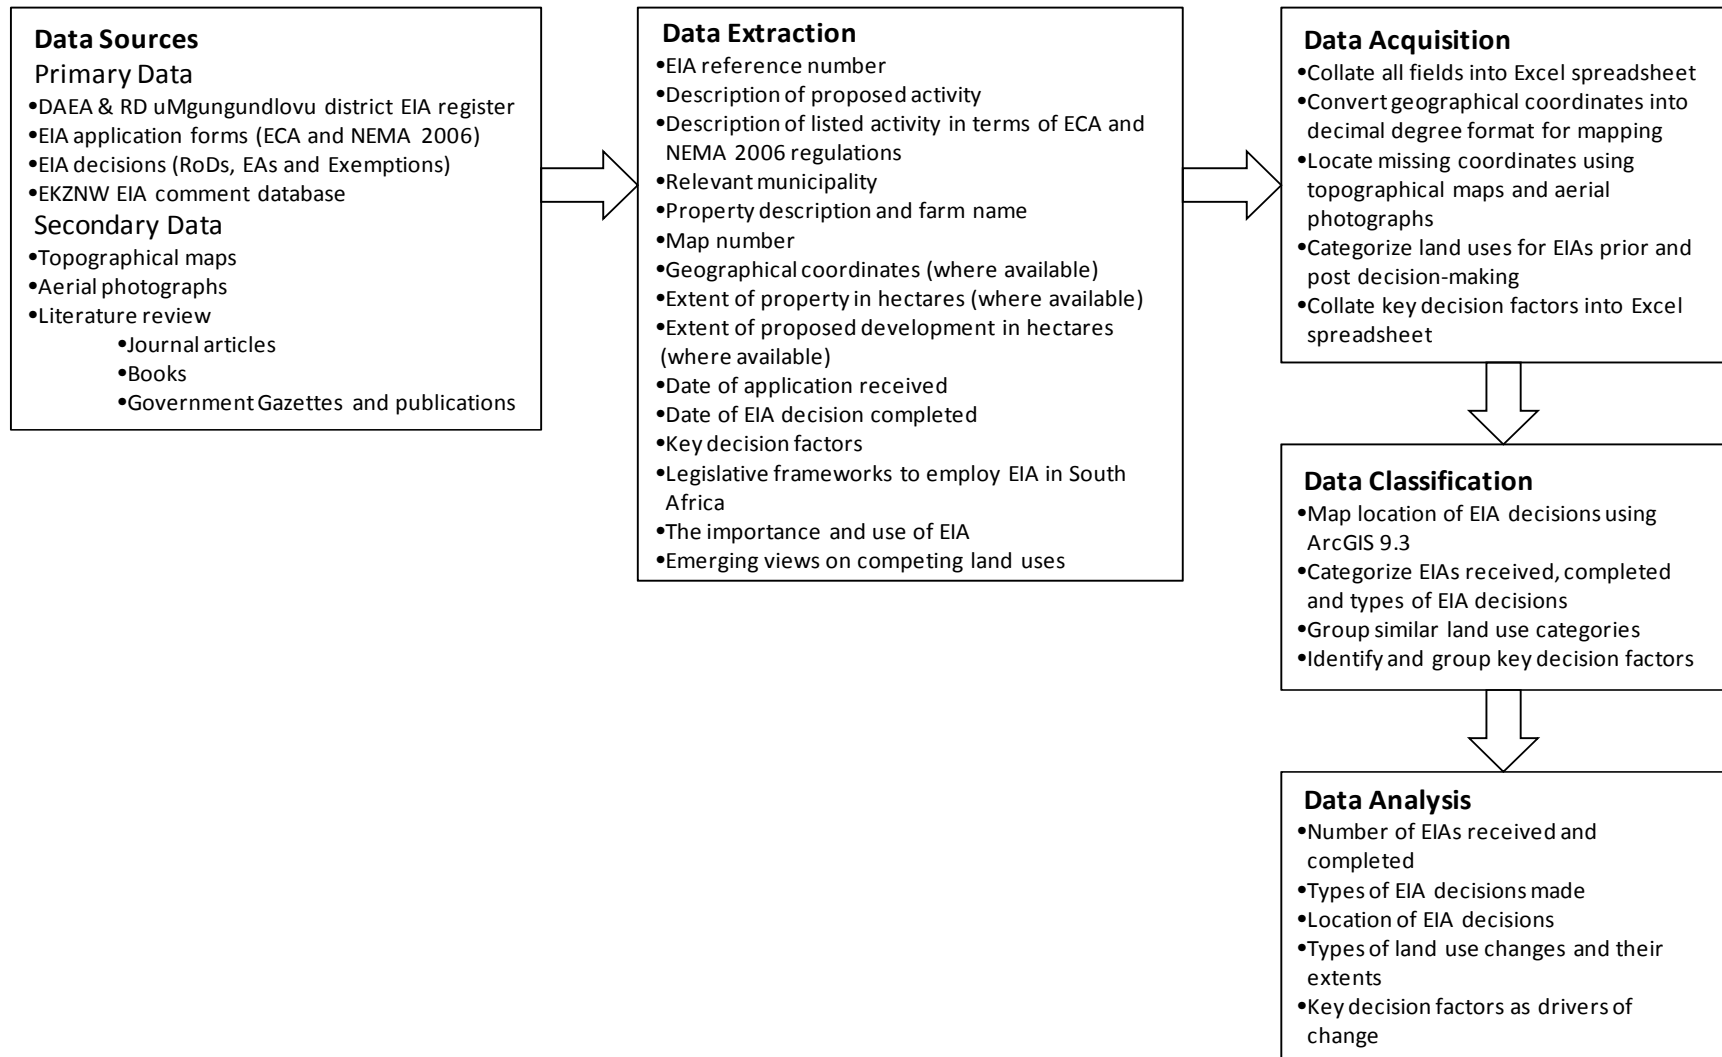 Data Sources
Primary Data
•DAEA & RD uMgungundlovu district EIA register
•EIA application forms (ECA and NEMA 2006)
•EIA decisions (RoDs, EAs and Exemptions)
•EKZNW EIA comment database
Secondary Data
•Topographical maps
•Aerial photographs
•Literature review
•Journal articles
•Books
•Government Gazettes and publications
Data Extraction
•EIA reference number
•Description of proposed activity
•Description of listed activity in terms of ECA and
NEMA 2006 regulations
•Relevant municipality
•Property description and farm name
•Map number
•Geographical coordinates (where available)
•Extent of property in hectares (where available)
•Extent of proposed development in hectares
(where available)
•Date of application received
•Date of EIA decision completed
•Key decision factors
•Legislative frameworks to employ EIA in South
Africa
•The importance and use of EIA
•Emerging views on competing land uses
Data Acquisition
•Collate all fields into Excel spreadsheet
•Convert geographical coordinates into
decimal degree format for mapping
•Locate missing coordinates using
topographical maps and aerial
photographs
•Categorize land uses for EIAs prior and
post decision-making
•Collate key decision factors into Excel
spreadsheet
Data Classification
•Map location of EIA decisions using
ArcGIS 9.3
•Categorize EIAs received, completed
and types of EIA decisions
•Group similar land use categories
•Identify and group key decision factors
Data Analysis
•Number of EIAs received and
completed
•Types of EIA decisions made
•Location of EIA decisions
•Types of land use changes and their
extents
•Key decision factors as drivers of
change